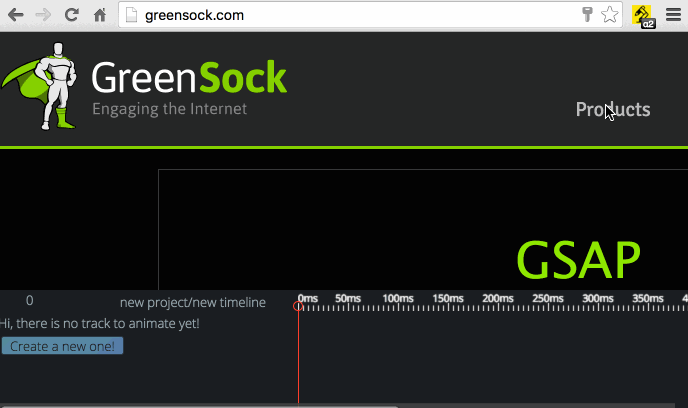 greensock.com
α2
GreenSock
Engaging the Internet
Products
GSAP
0 new project/new timeline
0ms 50ms 100ms 150ms 200ms 250ms 300ms 350ms 4
Hi, there is no track to animate yet!
Create a new one!